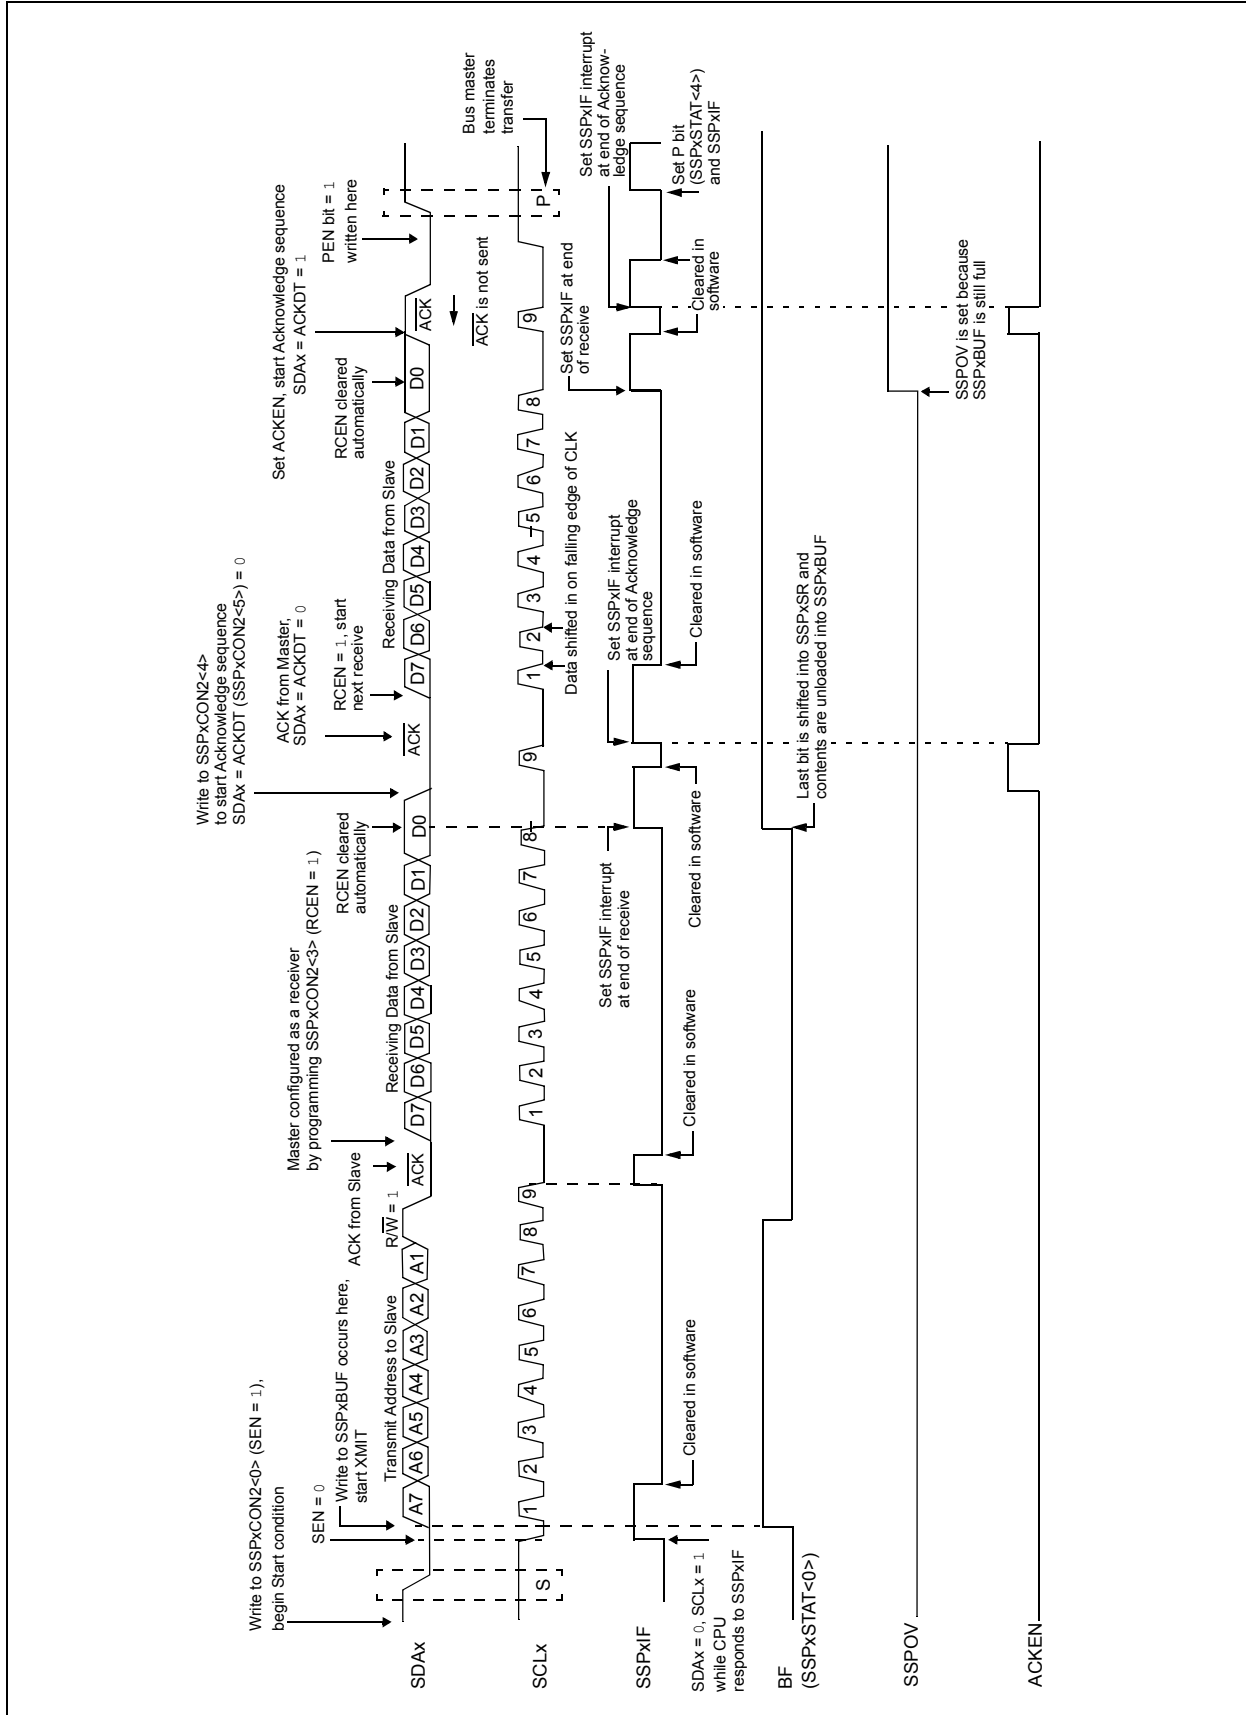 Write to SSPxCON2<4>
to start Acknowledge sequence
SDAx = ACKDT (SSPxCON2<5>) = 0
Set ACKEN, start Acknowledge sequence
SDAx = ACKDT = 1
Write to SSPxCON2<0> (SEN = 1),
begin Start condition
Master configured as a receiver
by programming SSPxCON2<3> (RCEN = 1)
ACK from Master,
SDAx = ACKDT = 0
PEN bit = 1
written here
SEN = 0
Write to SSPxBUF occurs here,
start XMIT
ACK from Slave
RCEN cleared
automatically
RCEN = 1, start
next receive
RCEN cleared
automatically
Transmit Address to Slave
R/W = 1
Receiving Data from Slave
Receiving Data from Slave
SDAx
A7 A6 A5 A4 A3 A2 A1
ACK
D7 D6 D5 D4 D3 D2 D1 D0
ACK
D7 D6 D5 D4 D3 D2 D1 D0
ACK
ACK is not sent
Bus master
terminates
transfer
SCLx
S
1 2 3 4 5 6 7 8 9
1 2 3 4 5 6 7 8
9
1 2 3 4 5 6 7 8
9
P
Data shifted in on falling edge of CLK
Set SSPxIF interrupt
at end of receive
Set SSPxIF interrupt
at end of Acknowledge
sequence
Set SSPxIF at end
of receive
Set SSPxIF interrupt
at end of Acknow-
ledge sequence
SSPxIF
SDAx = 0, SCLx = 1
while CPU
responds to SSPxIF
Cleared in software
Cleared in software
Cleared in software
Cleared in software
Cleared in
software
Set P bit
(SSPxSTAT<4>)
and SSPxIF
BF
(SSPxSTAT<0>)
Last bit is shifted into SSPxSR and
contents are unloaded into SSPxBUF
SSPOV
SSPOV is set because
SSPxBUF is still full
ACKEN